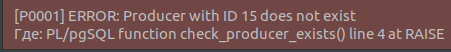 [P0001] ERROR: Producer with ID 15 does not exist
Где: PL/pgSQL function check_producer_exists() line 4 at RAISE